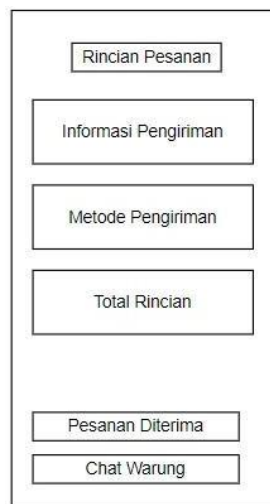 Rincian Pesanan
Informasi Pengiriman
Metode Pengiriman
Total Rincian
Pesanan Diterima
Chat Warung